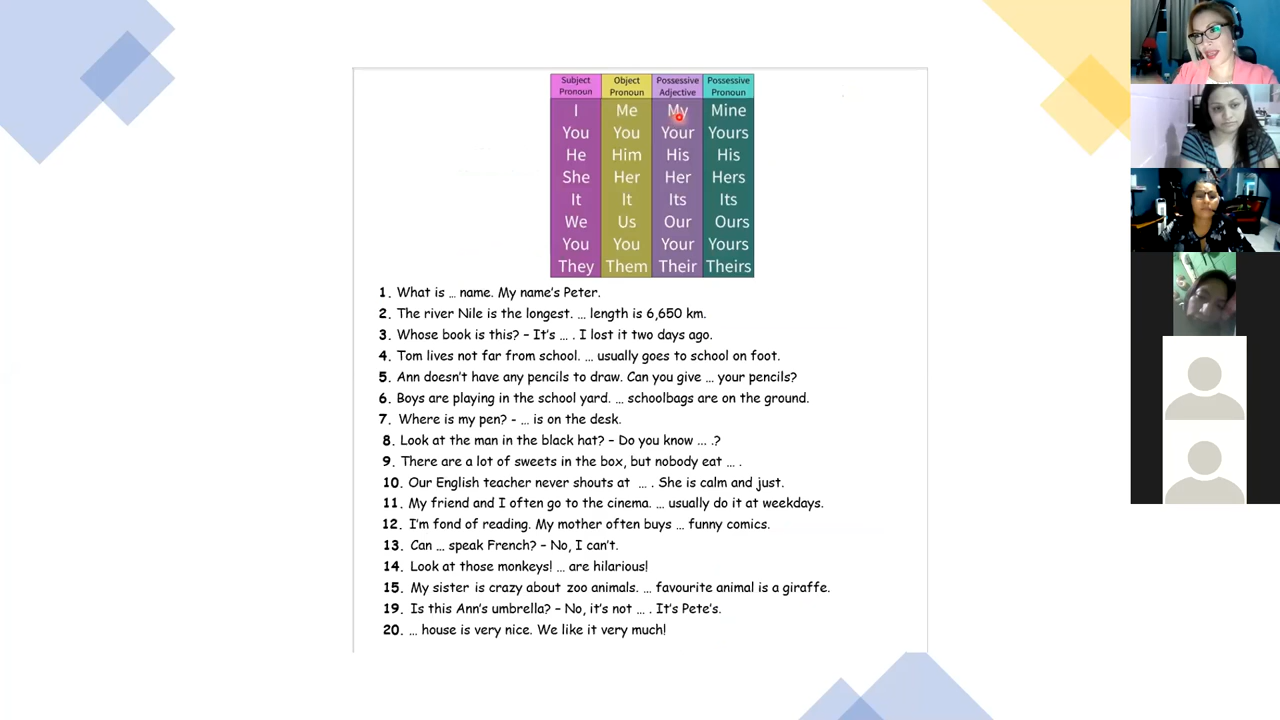 Subject Pronoun Object Pronoun Possessive Adjective Possessive Pronoun
I Me My Mine
You You Your Yours
He Him His His
She Her Her Hers
It It Its Its
We Us Our Ours
You You Your Yours
They Them Their Theirs
1. What is … name. My name's Peter.
2. The river Nile is the longest. … length is 6,650 km.
3. Whose book is this? – It's … . I lost it two days ago.
4. Tom lives not far from school. … usually goes to school on foot.
5. Ann doesn't have any pencils to draw. Can you give … your pencils?
6. Boys are playing in the school yard. … schoolbags are on the ground.
7. Where is my pen? - … is on the desk.
8. Look at the man in the black hat? – Do you know … .?
9. There are a lot of sweets in the box, but nobody eat … .
10. Our English teacher never shouts at … . She is calm and just.
11. My friend and I often go to the cinema. … usually do it at weekdays.
12. I'm fond of reading. My mother often buys … funny comics.
13. Can … speak French? – No, I can't.
14. Look at those monkeys! … are hilarious!
15. My sister is crazy about zoo animals. … favourite animal is a giraffe.
19. Is this Ann's umbrella? – No, it's not … . It's Pete's.
20. … house is very nice. We like it very much!